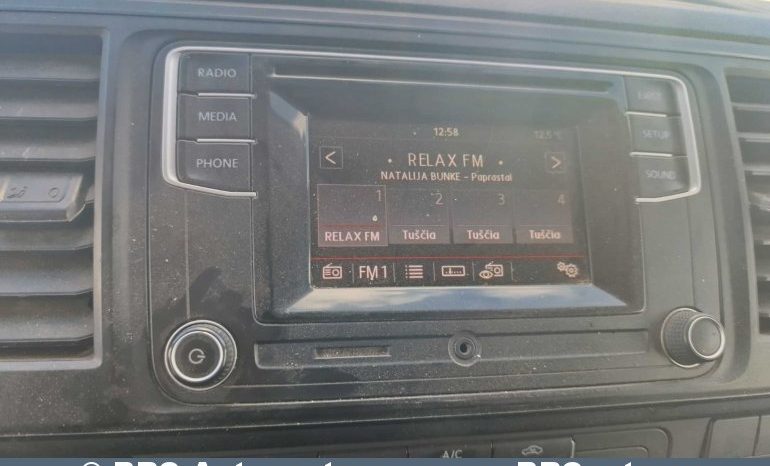 RADIO
MEDIA
PHONE
SETUP
SOUND
12:58
RELAX FM
NATALIJA BUNKE - Paprastai
1 2 3 4
RELAX FM Tuščia Tuščia Tuščia
FM1
A/C